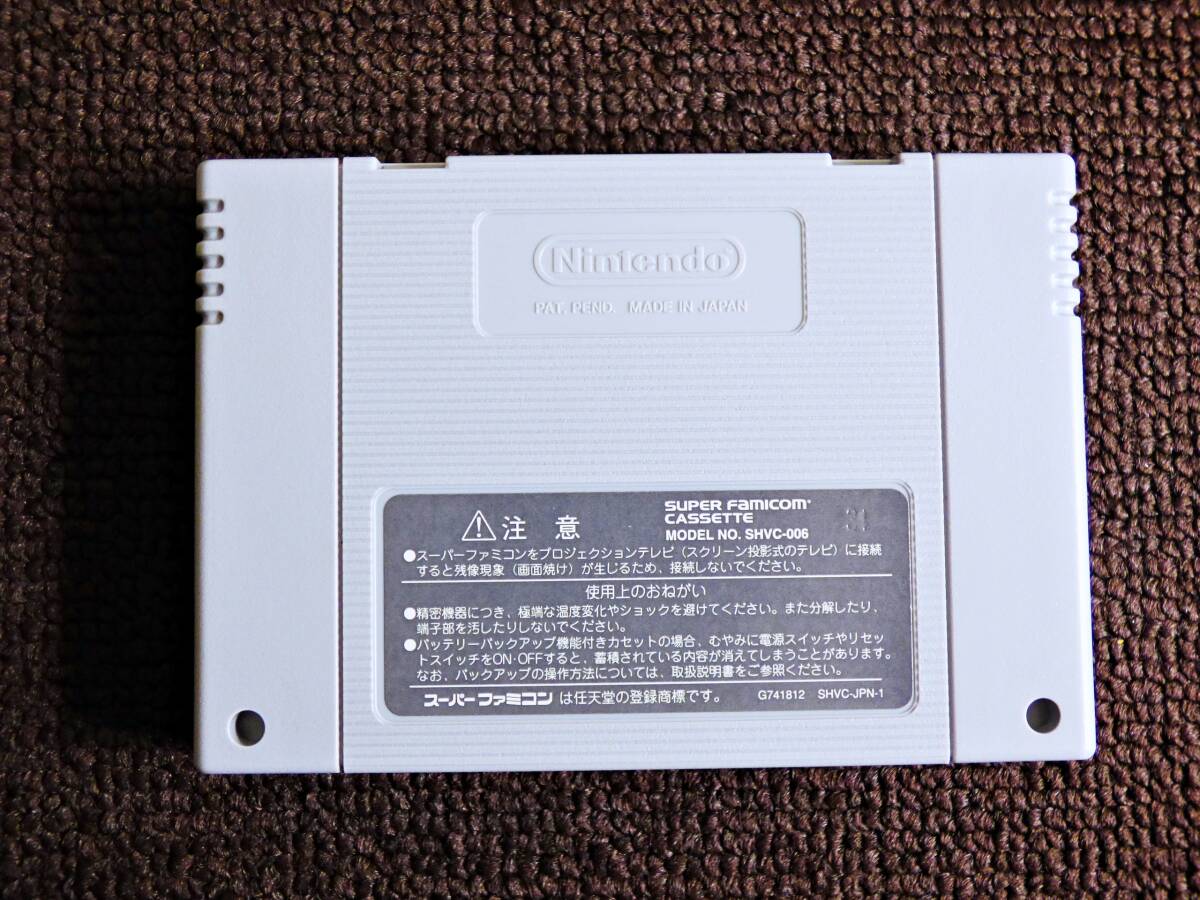 Nintendo
PAT. PEND. MADE IN JAPAN
注意
SUPER FAMICOM
CASSETTE
MODEL NO. SHVC-006
●スーパーファミコンをプロジェクションテレビ（スクリーン投影式のテレビ）に接続
すると残像現象（画面焼け）が生じるため、接続しないでください。
使用上のおねがい
●精密機器につき、極端な温度変化やショックを避けてください。また分解したり、
端子部を汚したりしないでください。
●バッテリーバックアップ機能付きカセットの場合、むやみに電源スイッチやリセッ
トスイッチをON·OFFすると、蓄積されている内容が消えてしまうことがあります。
なお、バックアップの操作方法については、取扱説明書をご参照ください。
スーパーファミコンは任天堂の登録商標です。 G741812 SHVC-JPN-1